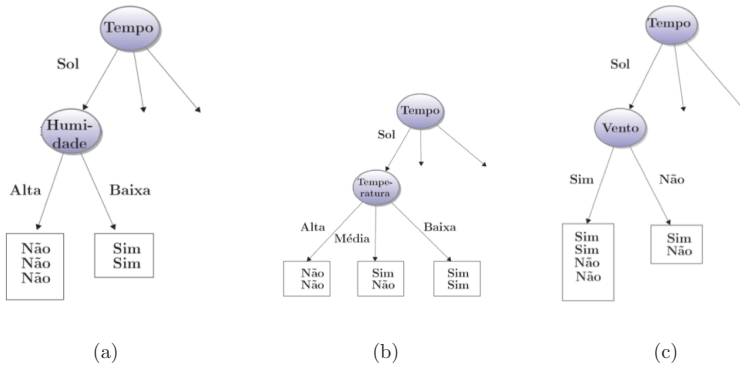 Tempo
Sol
Humi-
dade
Alta
Baixa
Não
Não
Não
Sim
Sim
(a)
Tempo
Sol
Tempe-
ratura
Alta
Média
Baixa
Não
Não
Sim
Não
Sim
Sim
(b)
Tempo
Sol
Vento
Sim
Não
Sim
Sim
Não
Não
Sim
Não
(c)